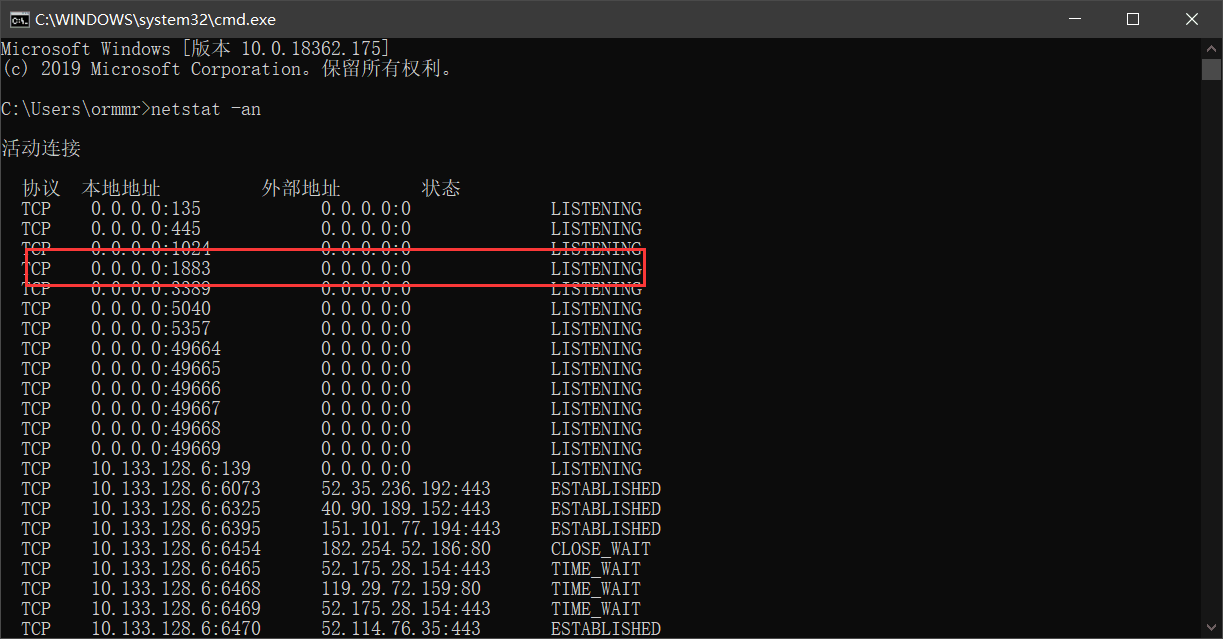 C:\WINDOWS\system32\cmd.exe
Microsoft Windows [版本 10.0.18362.175]
(c) 2019 Microsoft Corporation。保留所有权利。
C:\Users\ormmr>netstat -an
活动连接
协议 本地地址 外部地址 状态
TCP 0.0.0.0:135 0.0.0.0:0 LISTENING
TCP 0.0.0.0:445 0.0.0.0:0 LISTENING
TCP 0.0.0.0:1024 0.0.0.0:0 LISTENING
TCP 0.0.0.0:1883 0.0.0.0:0 LISTENING
TCP 0.0.0.0:3389 0.0.0.0:0 LISTENING
TCP 0.0.0.0:5040 0.0.0.0:0 LISTENING
TCP 0.0.0.0:5357 0.0.0.0:0 LISTENING
TCP 0.0.0.0:49664 0.0.0.0:0 LISTENING
TCP 0.0.0.0:49665 0.0.0.0:0 LISTENING
TCP 0.0.0.0:49666 0.0.0.0:0 LISTENING
TCP 0.0.0.0:49667 0.0.0.0:0 LISTENING
TCP 0.0.0.0:49668 0.0.0.0:0 LISTENING
TCP 0.0.0.0:49669 0.0.0.0:0 LISTENING
TCP 10.133.128.6:139 0.0.0.0:0 LISTENING
TCP 10.133.128.6:6073 52.35.236.192:443 ESTABLISHED
TCP 10.133.128.6:6325 40.90.189.152:443 ESTABLISHED
TCP 10.133.128.6:6395 151.101.77.194:443 ESTABLISHED
TCP 10.133.128.6:6454 182.254.52.186:80 CLOSE_WAIT
TCP 10.133.128.6:6465 52.175.28.154:443 TIME_WAIT
TCP 10.133.128.6:6468 119.29.72.159:80 TIME_WAIT
TCP 10.133.128.6:6469 52.175.28.154:443 TIME_WAIT
TCP 10.133.128.6:6470 52.114.76.35:443 ESTABLISHED